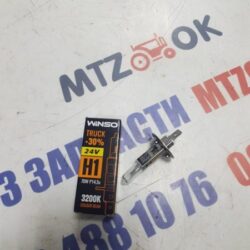 MTZ OK
WINSO
TRUCK
+30%
24V
H1
70W P14.5s
3200K
З ЗАПЧАСТИ
MTZ
488 10 76